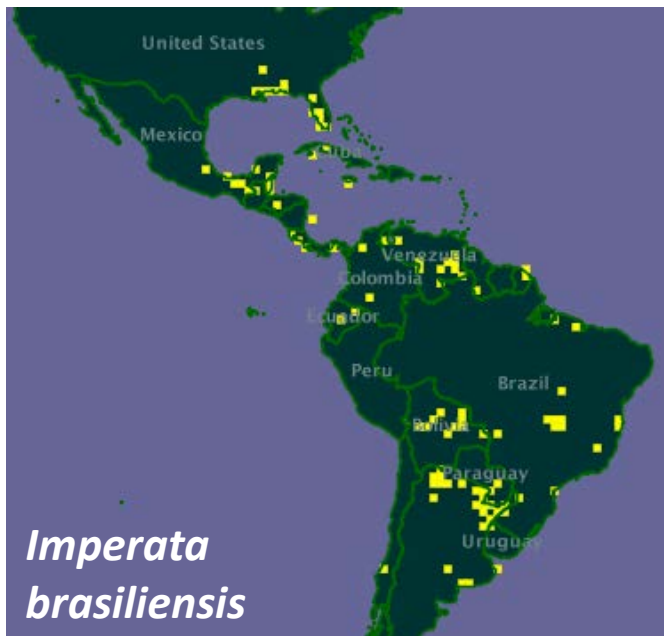 United States
Mexico
Cuba
Venezuela
Colombia
Ecuador
Peru
Brazil
Bolivia
Paraguay
Uruguay
Imperata
brasiliensis